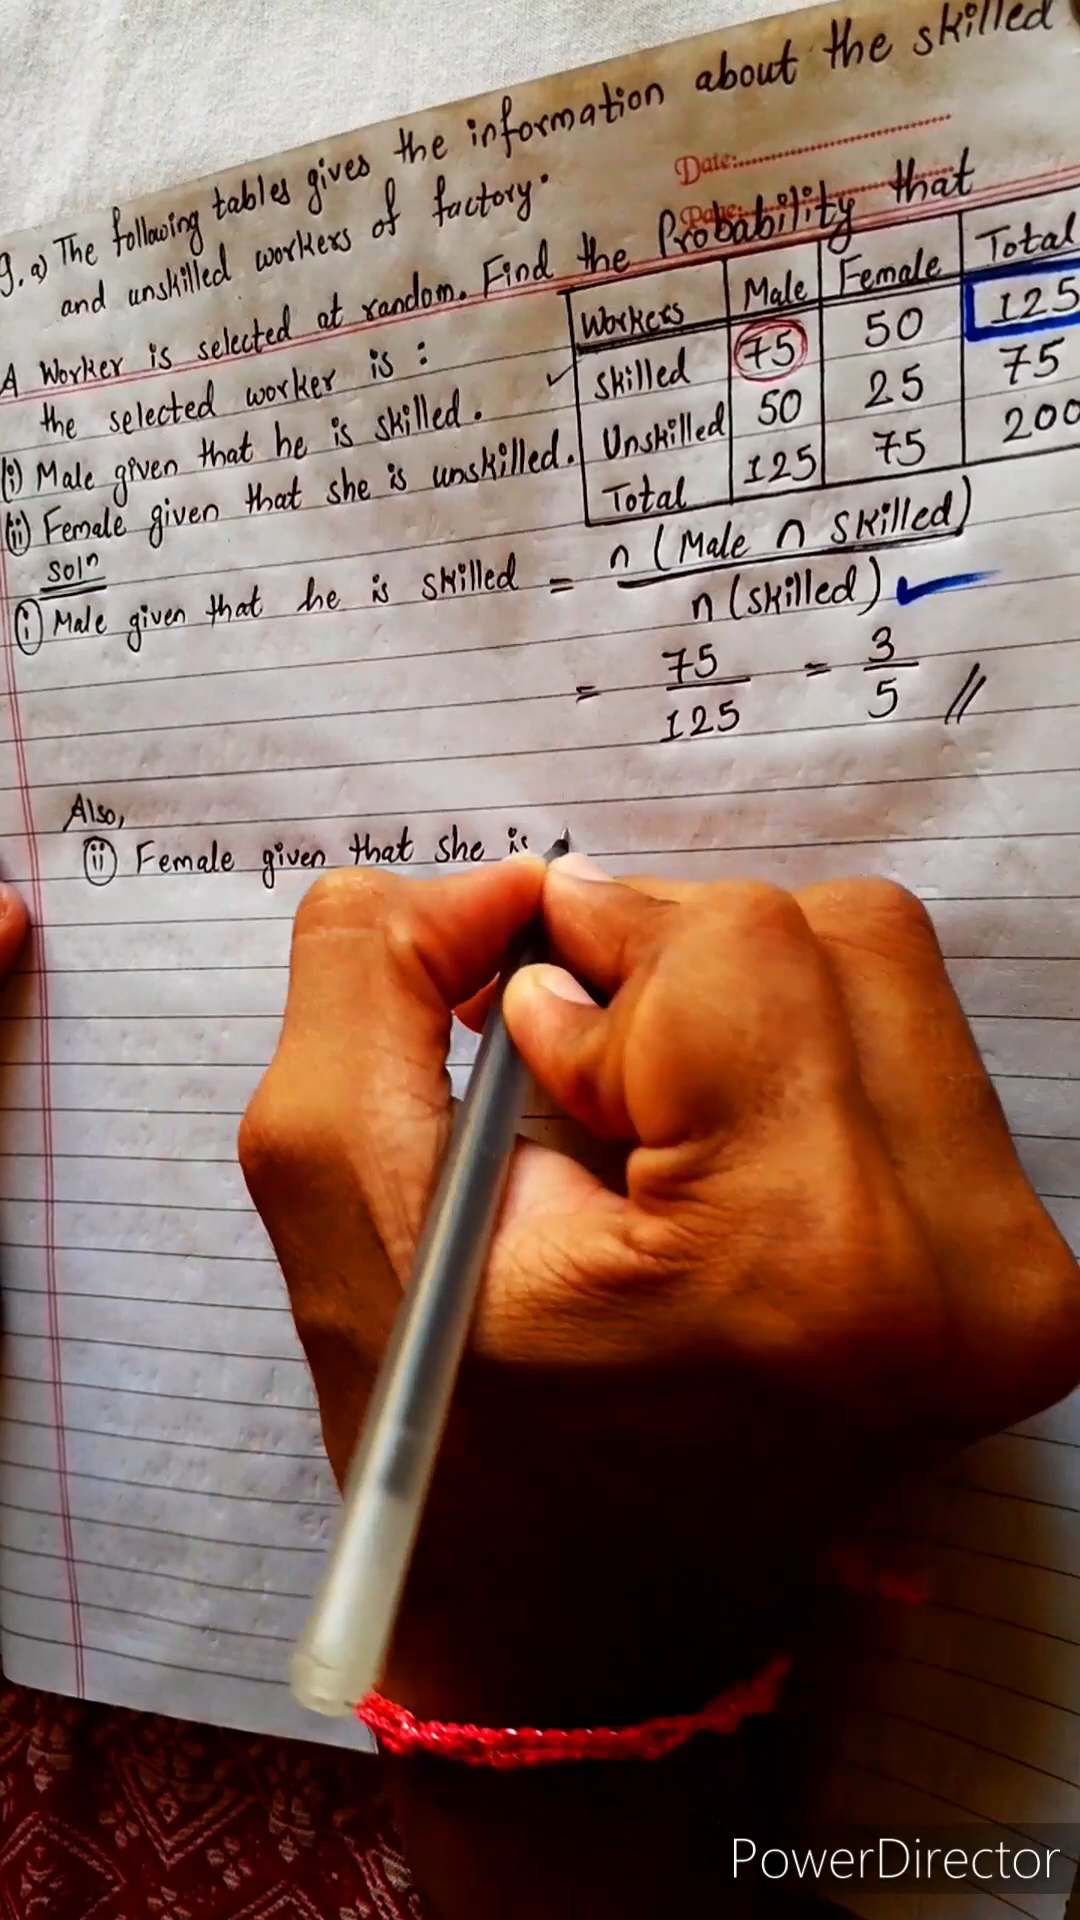 9. a) The following tables gives the information about the skilled
and unskilled workers of factory.
Date:
A Worker is selected at random. Find the Probability that
the selected worker is :
(i) Male given that he is skilled.
(ii) Female given that she is unskilled.
Workers Male Female Total
Skilled 75 50 125
Unskilled 50 25 75
Total 125 75 200
Solⁿ
(i) Male given that he is skilled = n (Male ∩ Skilled)
n (skilled)
= 75/125 = 3/5 //
Also,
(ii) Female given that she is
PowerDirector